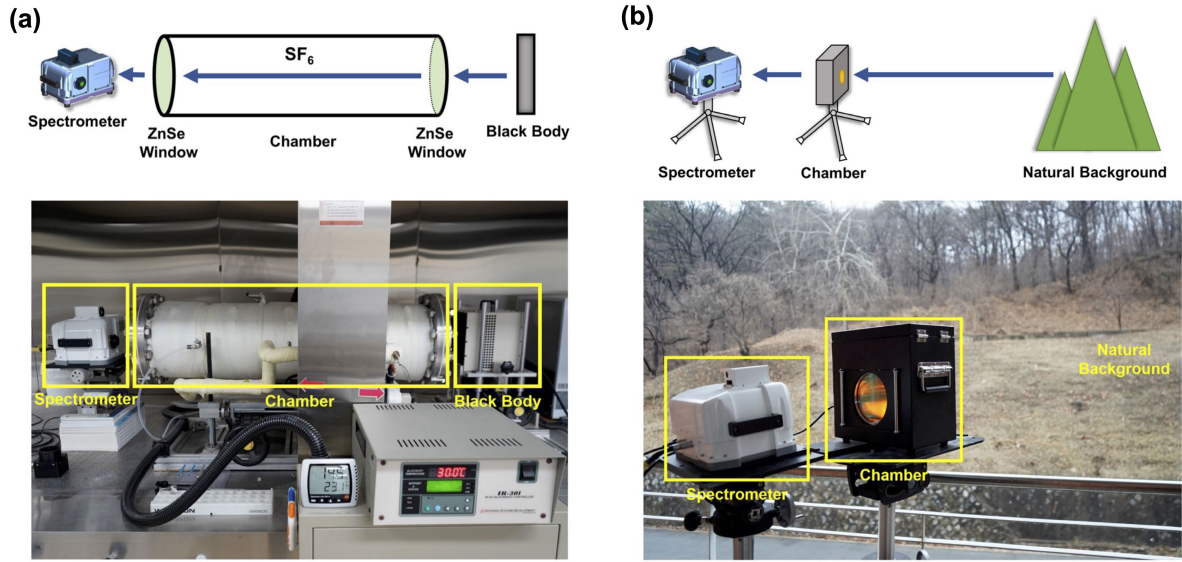 (a)
SF6
Spectrometer
ZnSe
Window
Chamber
ZnSe
Window
Black Body
Spectrometer
Chamber
Black Body
30.0℃
(b)
Spectrometer
Chamber
Natural Background
Natural
Background
Spectrometer
Chamber